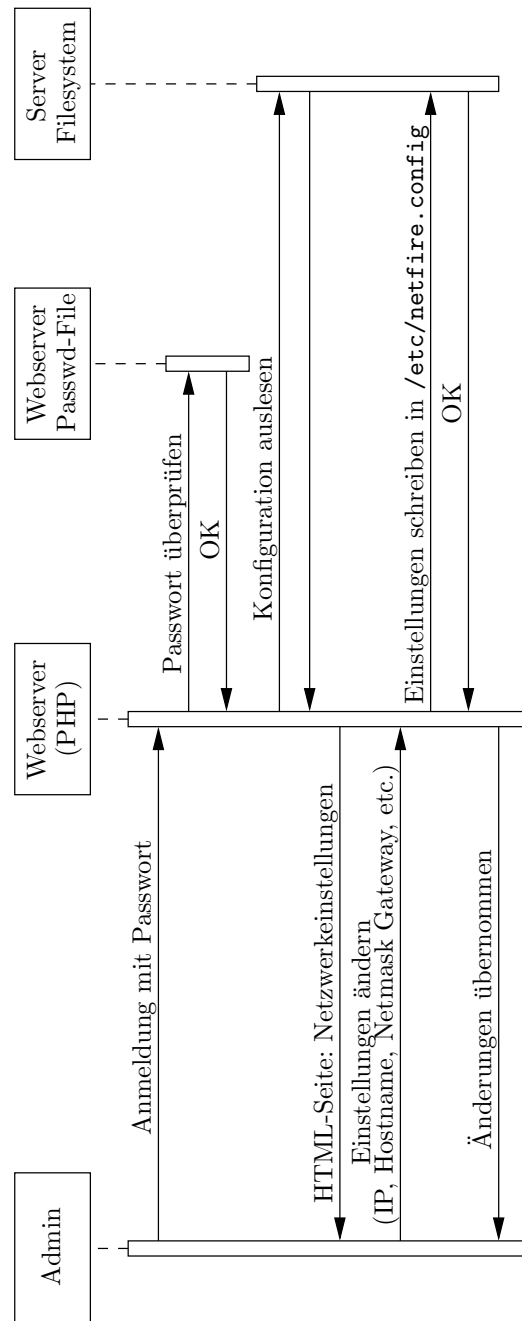 Admin
Webserver
(PHP)
Webserver
Passwd-File
Server
Filesystem
Anmeldung mit Passwort
Passwort überprüfen
OK
Konfiguration auslesen
HTML-Seite: Netzwerkeinstellungen
Einstellungen ändern
(IP, Hostname, Netmask Gateway, etc.)
Einstellungen schreiben in /etc/netfire.config
OK
Änderungen übernommen